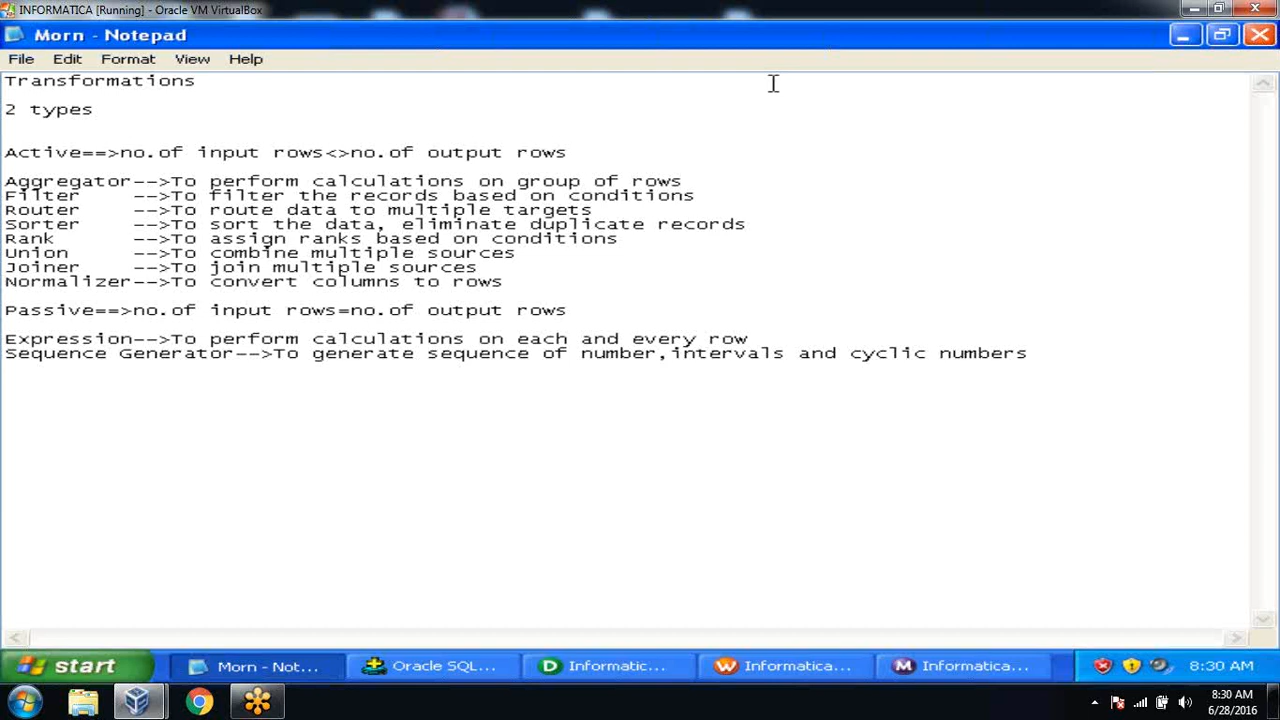 INFORMATICA [Running] - Oracle VM VirtualBox
Morn - Notepad
File Edit Format View Help
Transformations
2 types
Active==>no.of input rows<>no.of output rows
Aggregator-->To perform calculations on group of rows
Filter -->To filter the records based on conditions
Router -->To route data to multiple targets
Sorter -->To sort the data, eliminate duplicate records
Rank -->To assign ranks based on conditions
Union -->To combine multiple sources
Joiner -->To join multiple sources
Normalizer-->To convert columns to rows
Passive==>no.of input rows=no.of output rows
Expression-->To perform calculations on each and every row
Sequence Generator-->To generate sequence of number,intervals and cyclic numbers
start Morn - Not... Oracle SQL... D Informatic... W Informatica... M Informatica... 8:30 AM
8:30 AM
6/28/2016